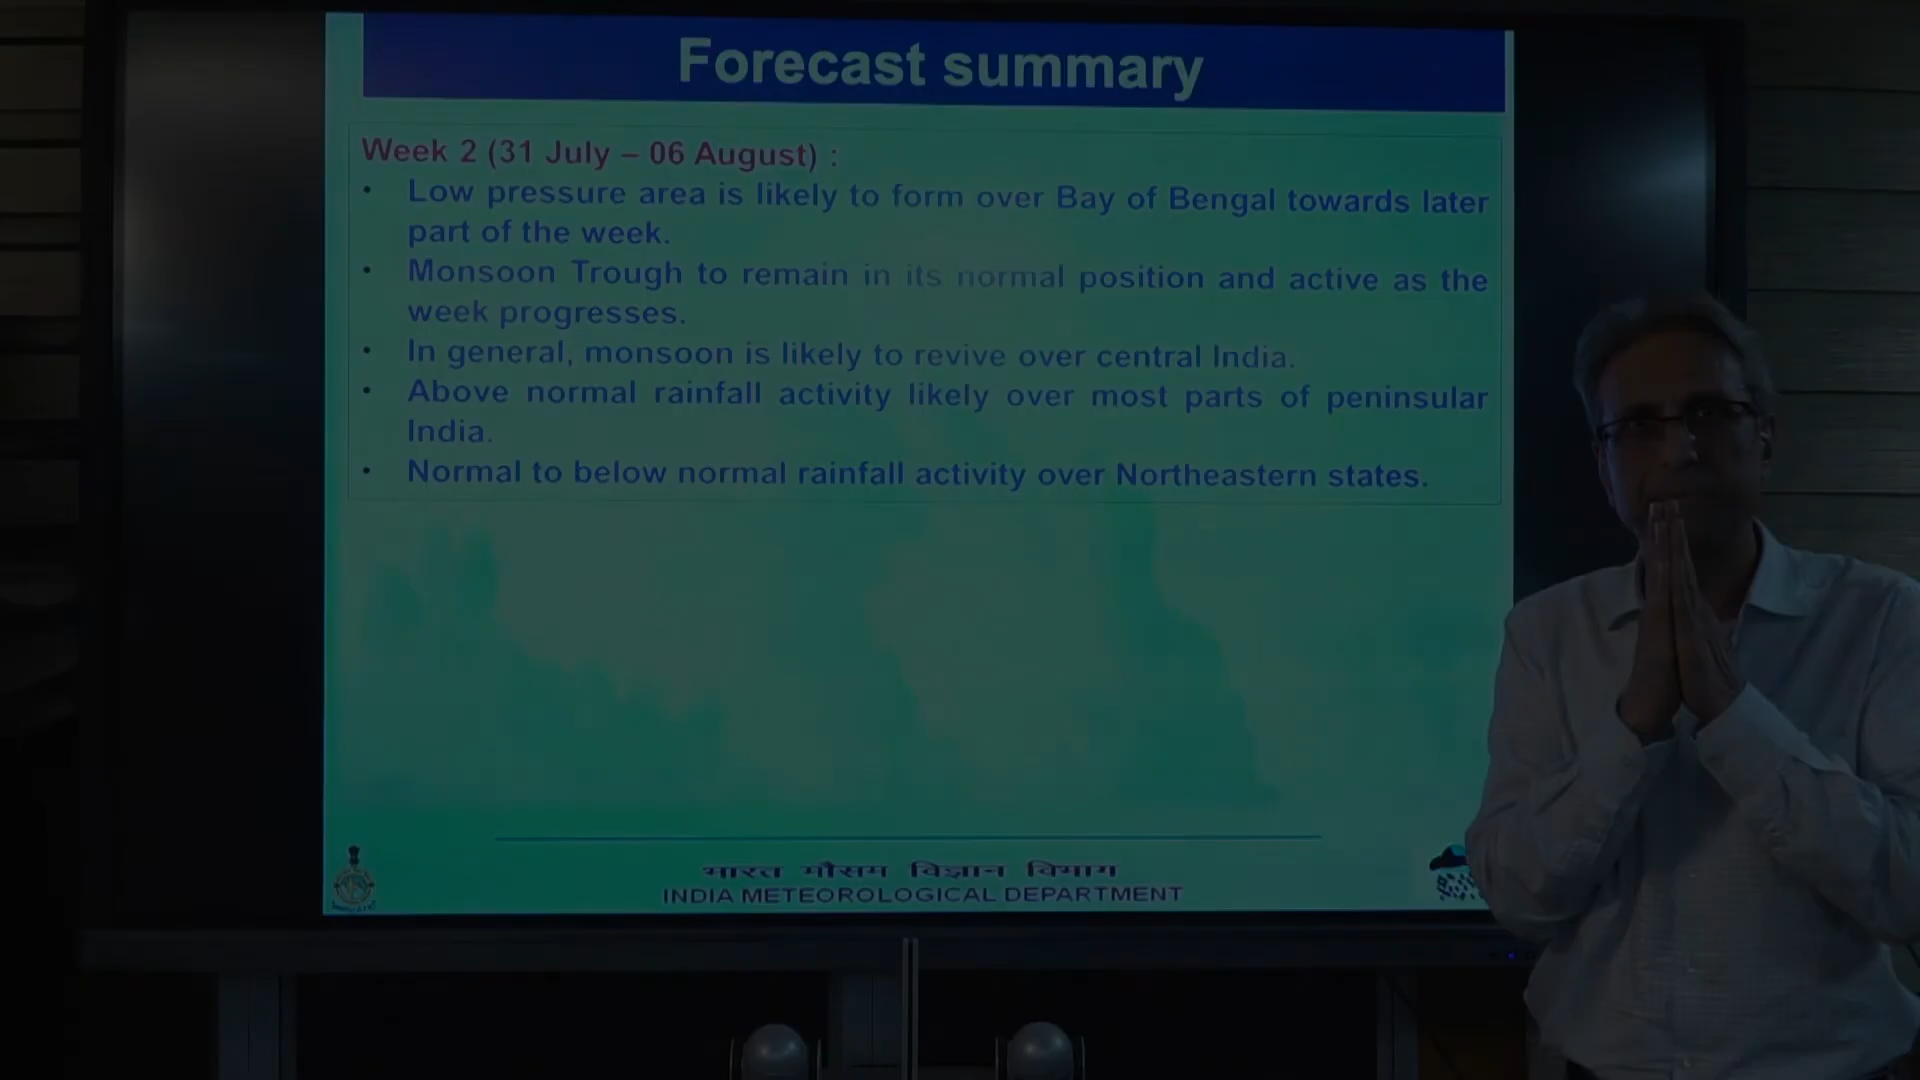 Forecast summary
Week 2 (31 July – 06 August) :
• Low pressure area is likely to form over Bay of Bengal towards later
part of the week.
• Monsoon Trough to remain in its normal position and active as the
week progresses.
• In general, monsoon is likely to revive over central India.
• Above normal rainfall activity likely over most parts of peninsular
India.
• Normal to below normal rainfall activity over Northeastern states.
भारत मौसम विज्ञान विभाग
INDIA METEOROLOGICAL DEPARTMENT